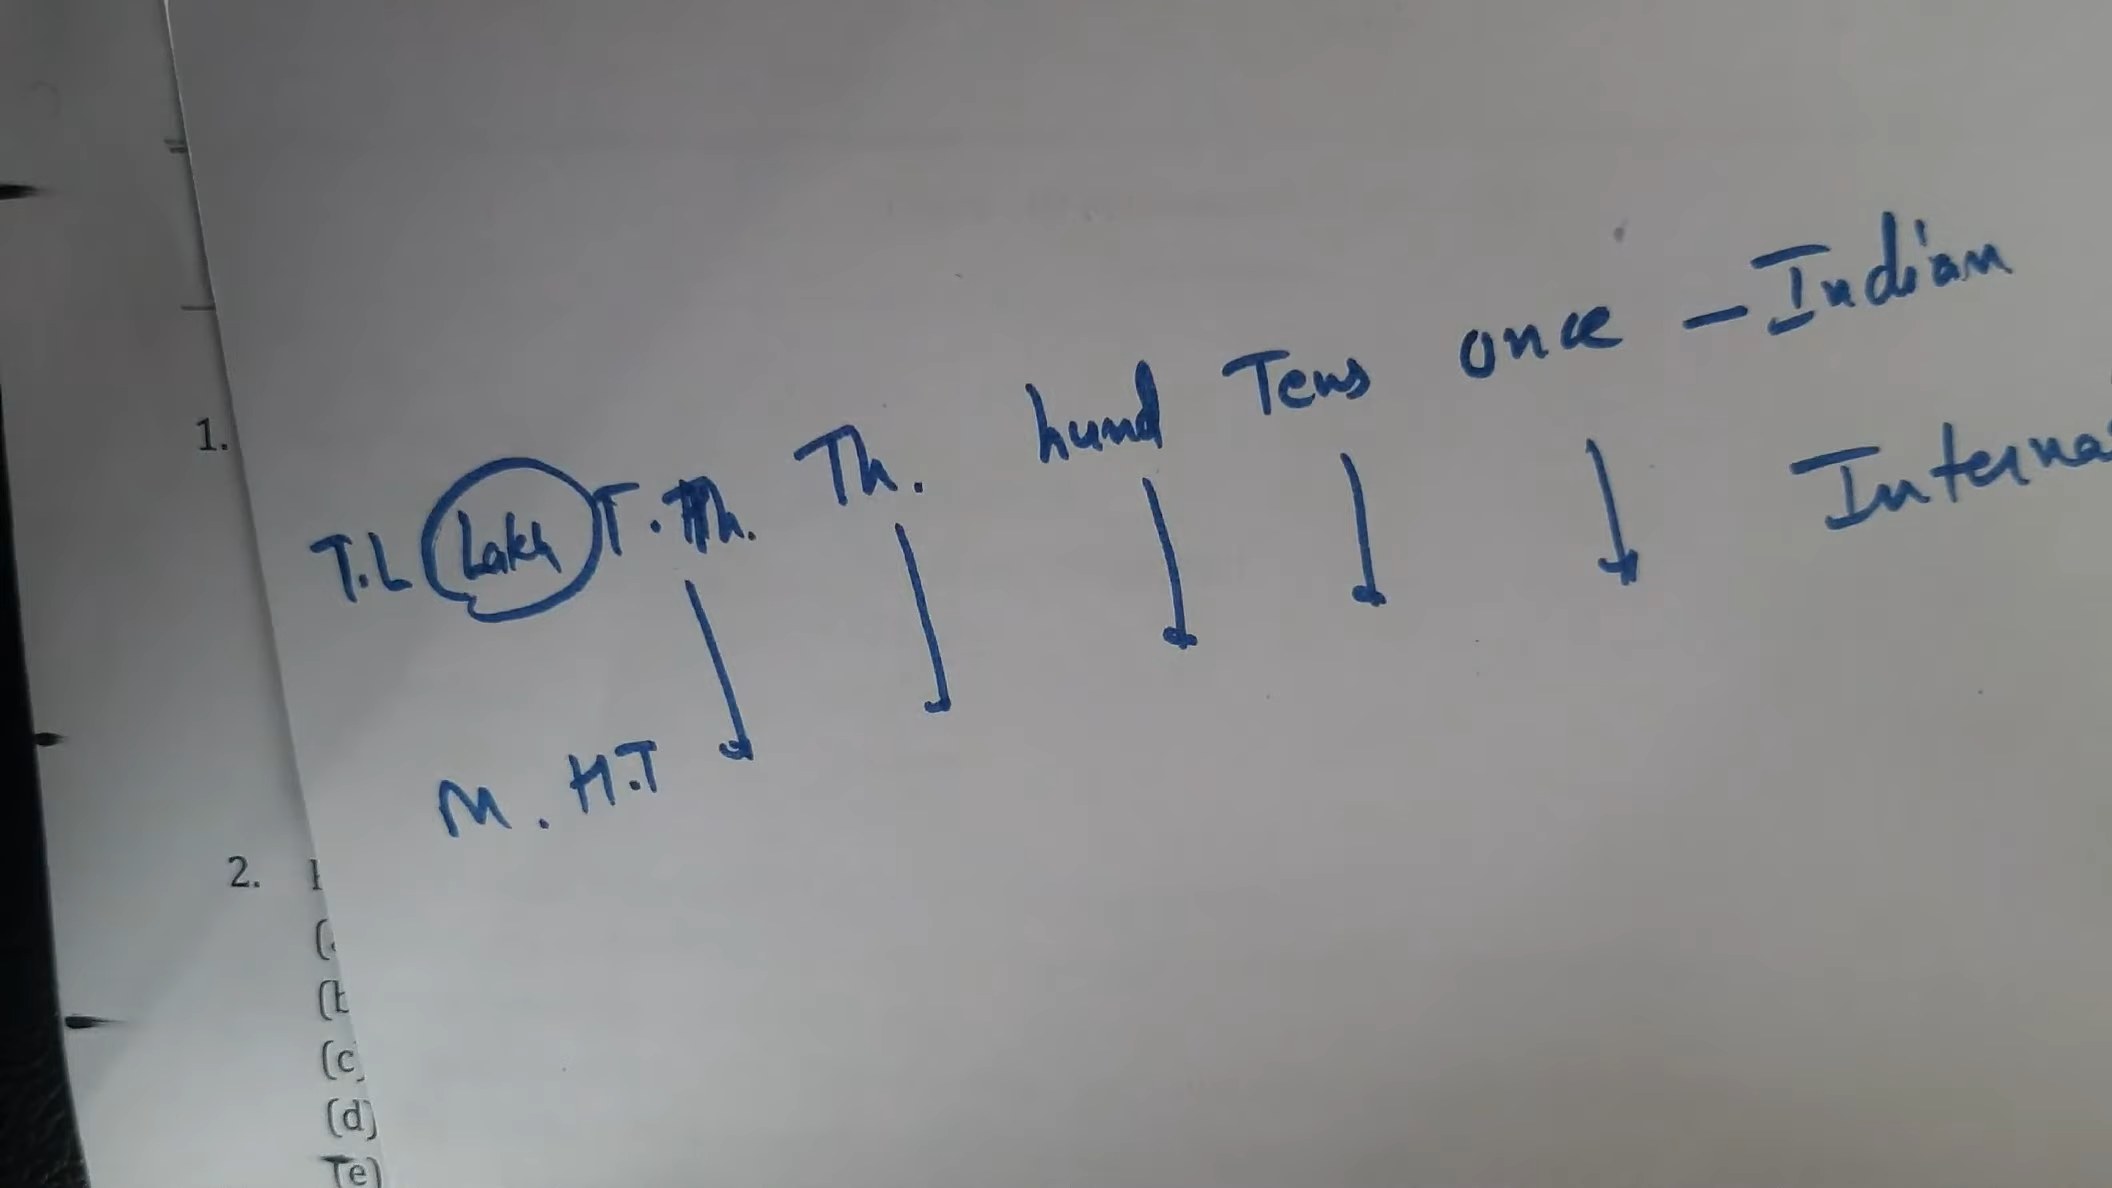 T.L Lakh T.Th. Th. hund Tens once - Indian
Interna
M. H.T
1.
2.
(b
(c)
(d)
(e)